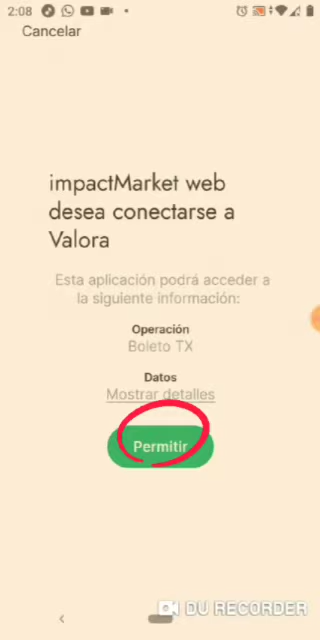 2:08
Cancelar
impactMarket web
desea conectarse a
Valora
Esta aplicación podrá acceder a
la siguiente información:
Operación
Boleto TX
Datos
Mostrar detalles
Permitir
DU RECORDER